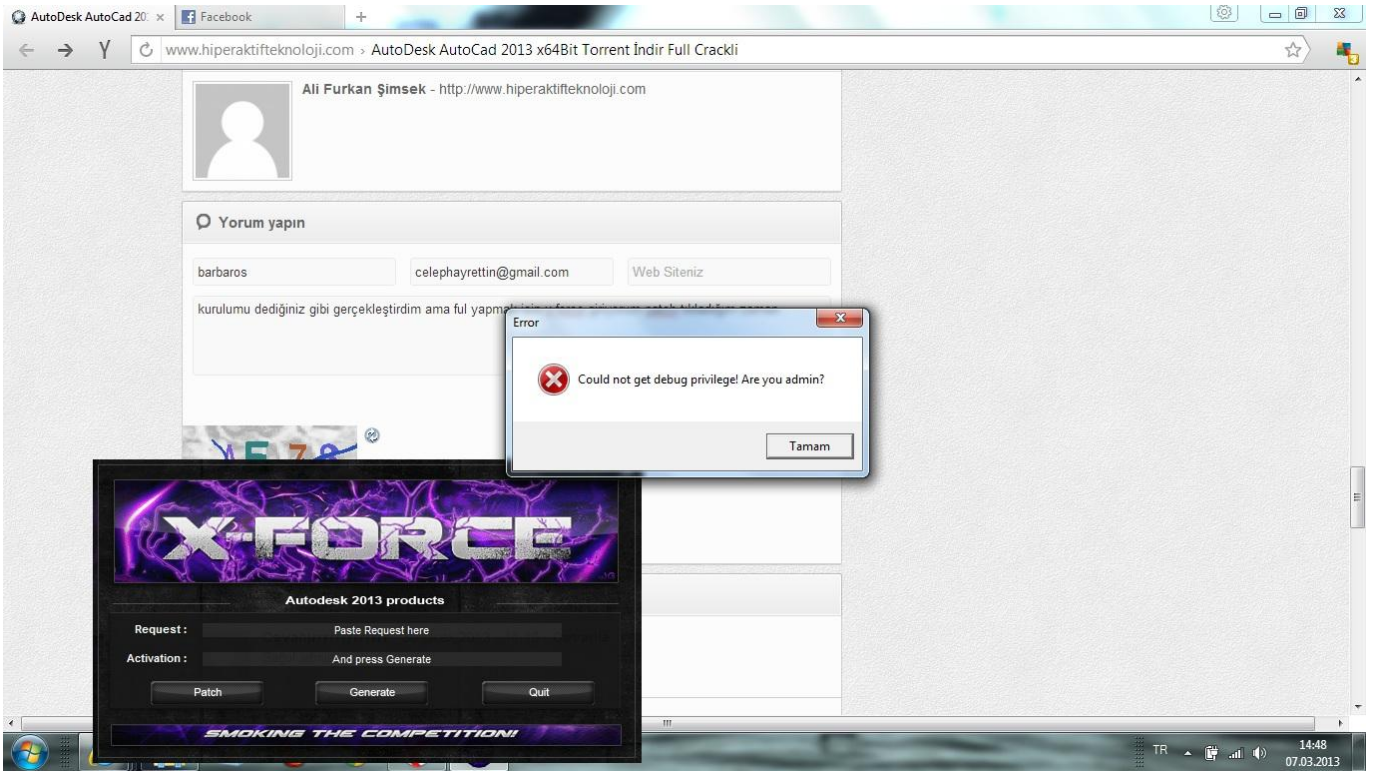 AutoDesk AutoCad 20
Facebook
www.hiperaktifteknoloji.com › AutoDesk AutoCad 2013 x64Bit Torrent İndir Full Crackli
3
Ali Furkan Şimsek - http://www.hiperaktifteknoloji.com
Yorum yapın
barbaros
celephayrettin@gmail.com
Web Siteniz
kurulumu dediğiniz gibi gerçekleştirdim ama ful
Error
Could not get debug privilege! Are you admin?
Tamam
X-FORCE
Autodesk 2013 products
Request :
Paste Request here
Activation :
And press Generate
Patch
Generate
Quit
SMOKING THE COMPETITION!
TR
14:48
07.03.2013